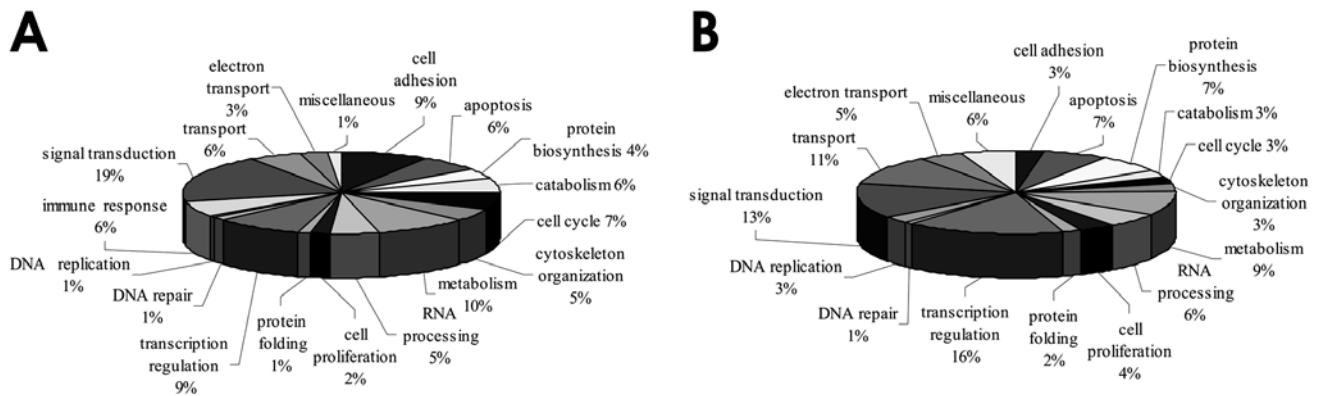 A
cell
adhesion
9%
apoptosis
6%
protein
biosynthesis 4%
catabolism 6%
cell cycle 7%
cytoskeleton
organization
5%
metabolism
10%
RNA
processing
5%
cell
proliferation
2%
protein
folding
1%
transcription
regulation
9%
DNA repair
1%
DNA replication
1%
immune response
6%
signal transduction
19%
transport
6%
electron
transport
3%
miscellaneous
1%
B
cell adhesion
3%
apoptosis
7%
protein
biosynthesis
7%
catabolism 3%
cell cycle 3%
cytoskeleton
organization
3%
metabolism
9%
RNA
processing
6%
cell
proliferation
4%
protein
folding
2%
transcription
regulation
16%
DNA repair
1%
DNA replication
3%
signal transduction
13%
transport
11%
electron transport
5%
miscellaneous
6%